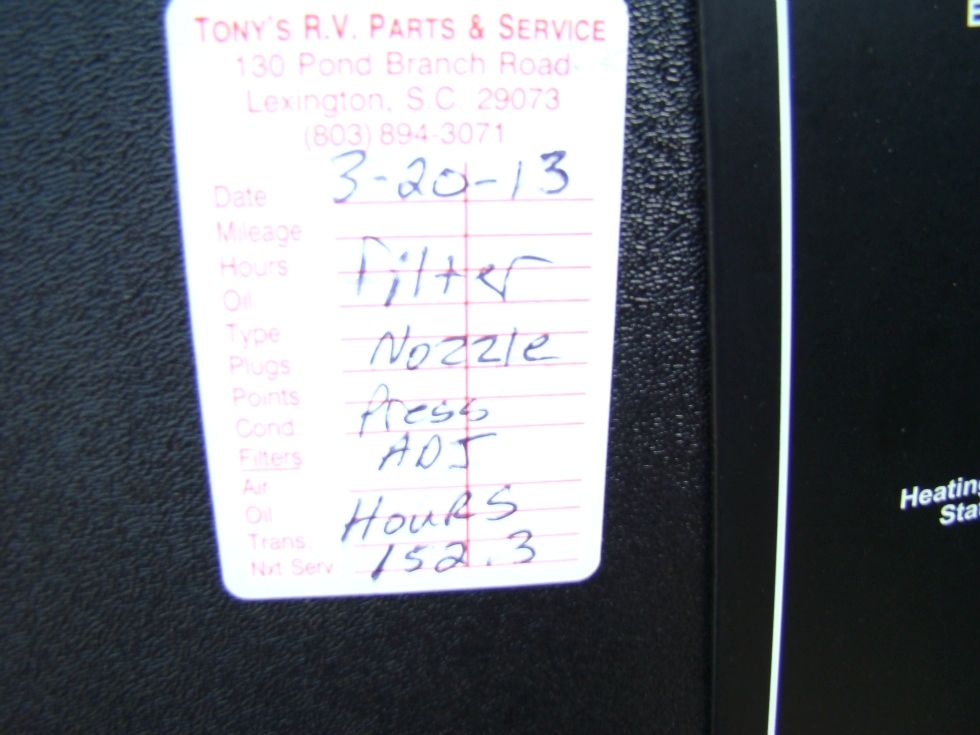 TONY'S R.V. PARTS & SERVICE
130 Pond Branch Road
Lexington, S.C. 29073
(803) 894-3071
Date 3-20-13
Mileage
Hours Filter
Oil
Type Nozzle
Plugs
Points Press
Cond.
Filters ADJ
Air
Oil Hours
Trans.
Nxt Serv. 152.3
Heating